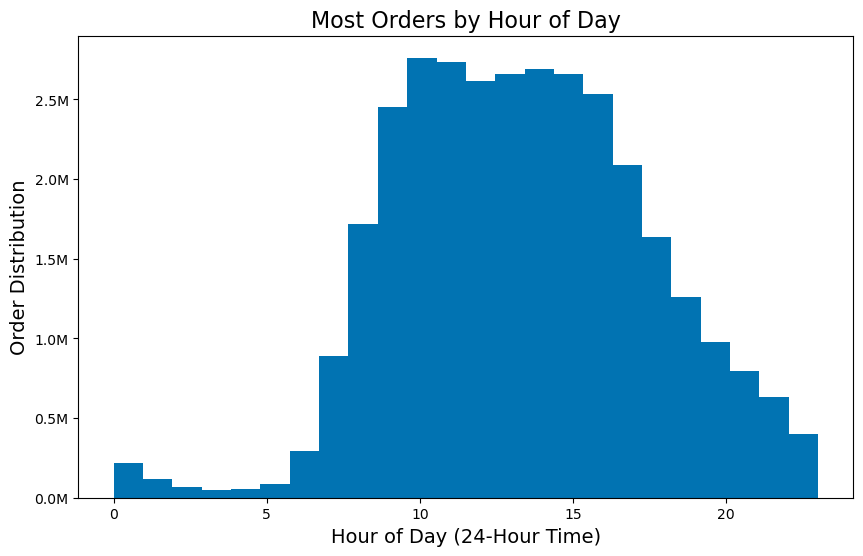 Most Orders by Hour of Day
Order Distribution
2.5M
2.0M
1.5M
1.0M
0.5M
0.0M
0 5 10 15 20
Hour of Day (24-Hour Time)